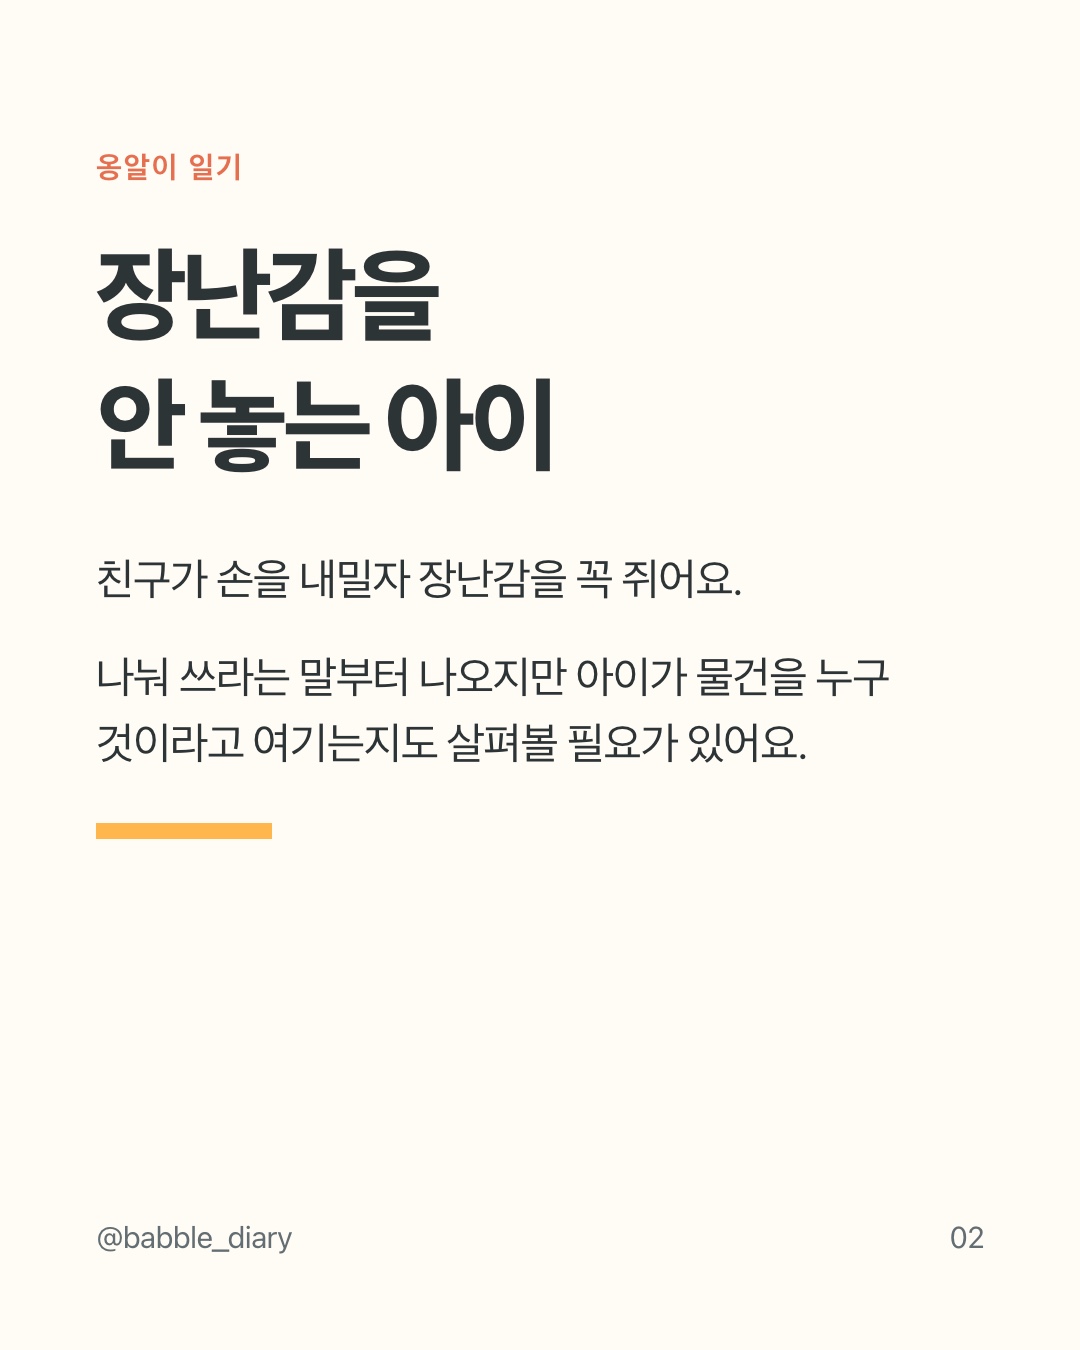 옹알이 일기
장난감을
안 놓는 아이
친구가 손을 내밀자 장난감을 꼭 쥐어요.
나눠 쓰라는 말부터 나오지만 아이가 물건을 누구
것이라고 여기는지도 살펴볼 필요가 있어요.
@babble_diary
02